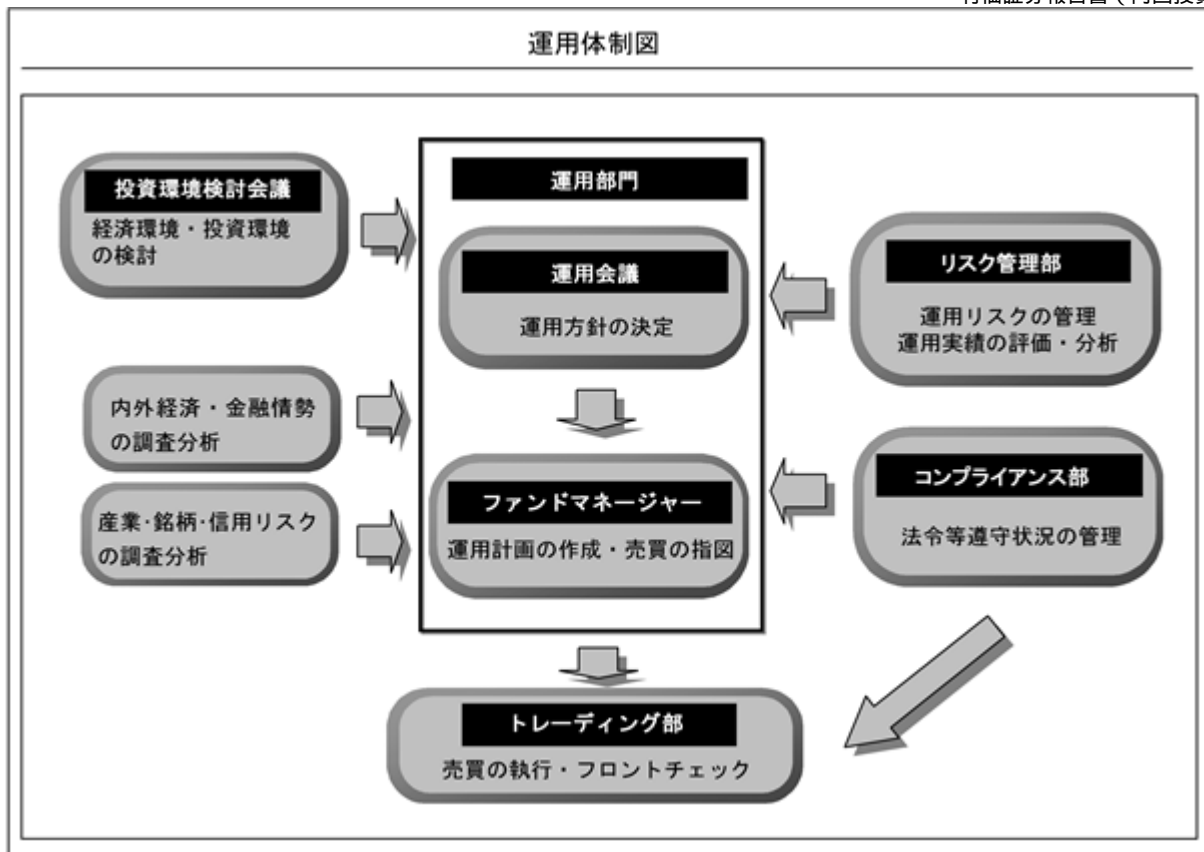 運用体制図
投資環境検討会議
経済環境・投資環境
の検討
内外経済・金融情勢
の調査分析
産業・銘柄・信用リスク
の調査分析
運用部門
運用会議
運用方針の決定
ファンドマネージャー
運用計画の作成・売買の指図
リスク管理部
運用リスクの管理
運用実績の評価・分析
コンプライアンス部
法令等遵守状況の管理
トレーディング部
売買の執行・フロントチェック